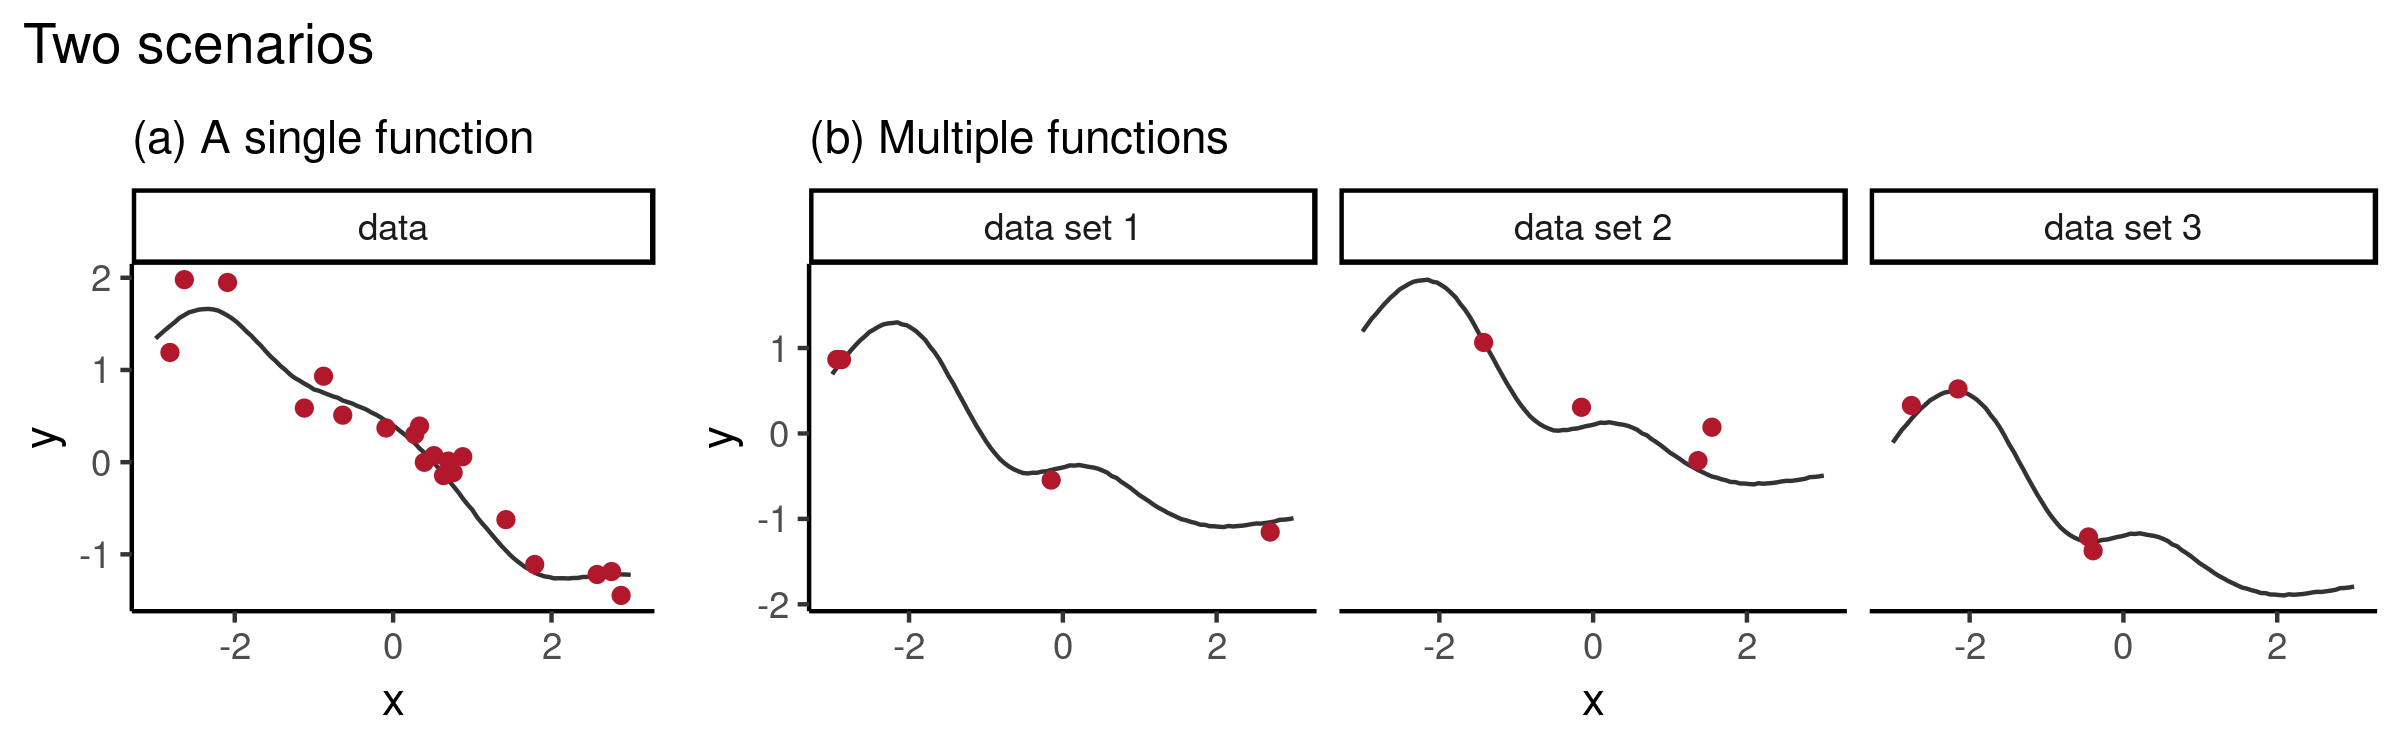 Two scenarios
(a) A single function
data
2
1
0
-1
y
-2 0 2
x
(b) Multiple functions
data set 1 data set 2 data set 3
1
0
-1
-2
y
-2 0 2 -2 0 2 -2 0 2
x